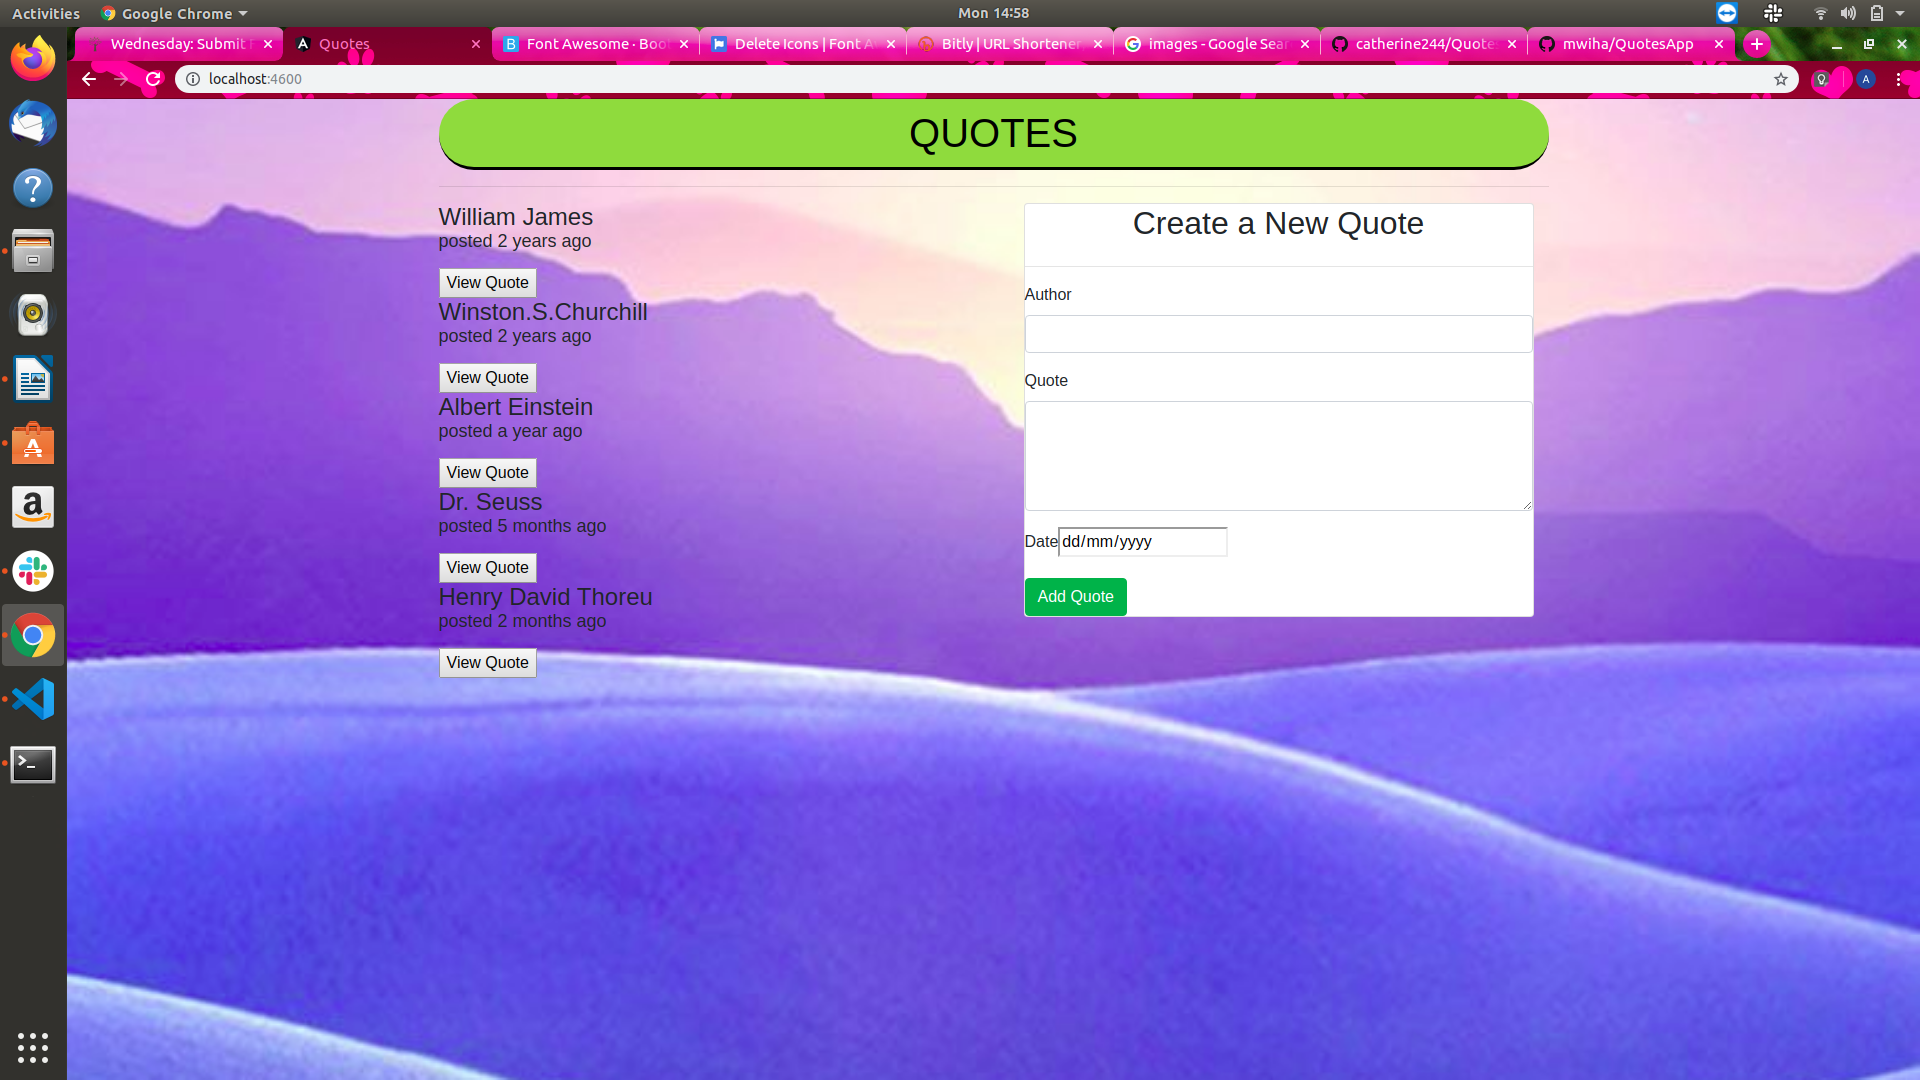 Activities
Google Chrome
Mon 14:58
Wednesday: Submit
Quotes
Font Awesome · Boo
Delete Icons | Font A
Bitly | URL Shortener
images - Google Sear
catherine244/Quote
mwiha/QuotesApp
localhost:4600
A
QUOTES
William James
posted 2 years ago
View Quote
Winston.S.Churchill
posted 2 years ago
View Quote
Albert Einstein
posted a year ago
View Quote
Dr. Seuss
posted 5 months ago
View Quote
Henry David Thoreu
posted 2 months ago
View Quote
Create a New Quote
Author
Quote
Date dd/mm/yyyy
Add Quote